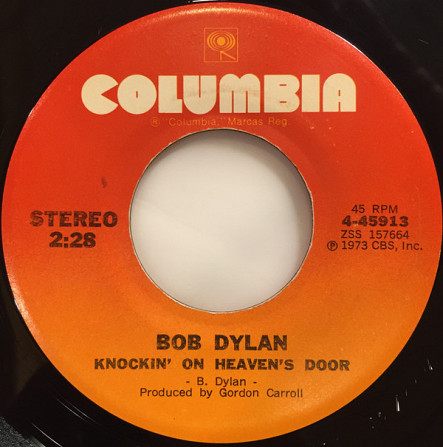 COLUMBIA
® Columbia, Marcas Reg.
STEREO
2:28
45 RPM
4-45913
ZSS 157664
℗ 1973 CBS, Inc.
BOB DYLAN
KNOCKIN' ON HEAVEN'S DOOR
- B. Dylan -
Produced by Gordon Carroll